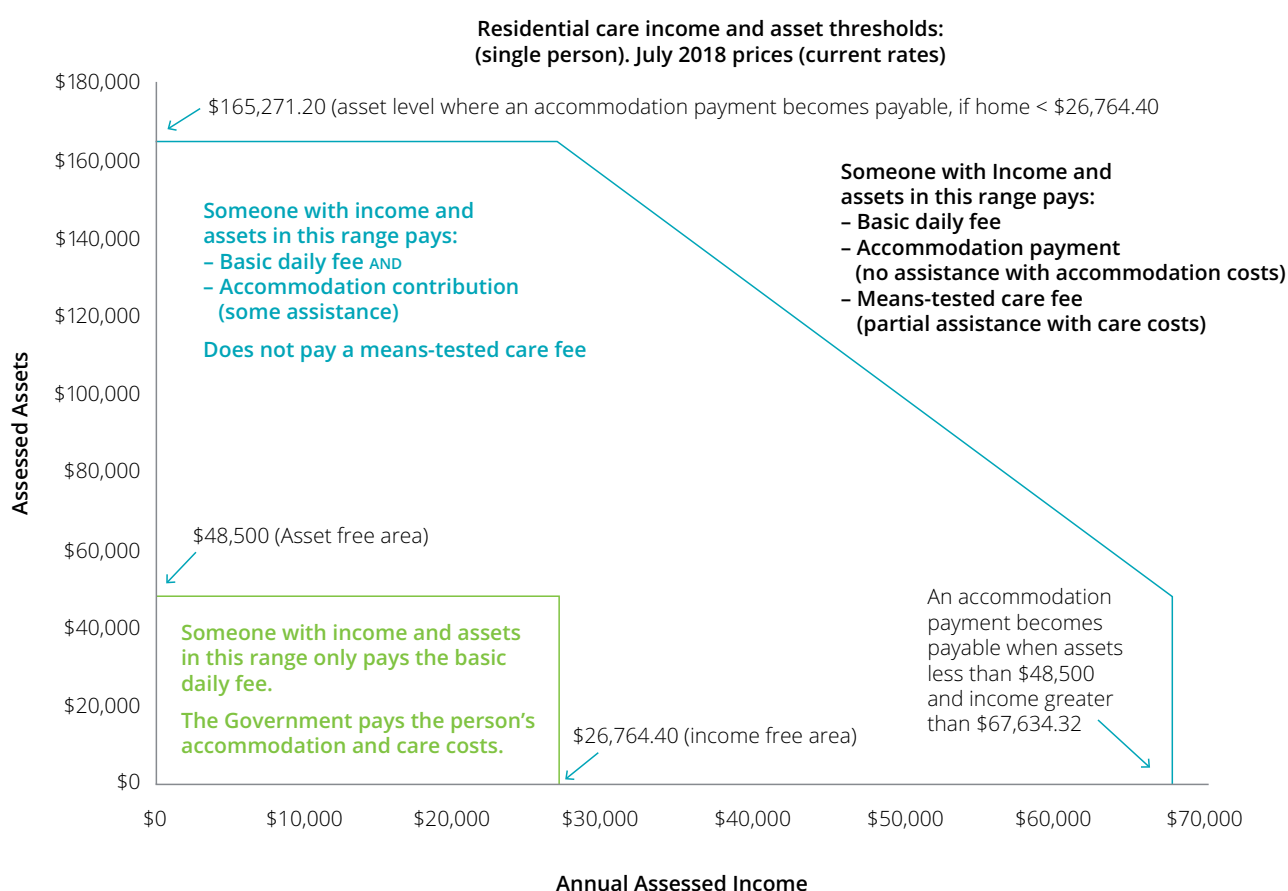 Residential care income and asset thresholds:
(single person). July 2018 prices (current rates)
$180,000
$165,271.20 (asset level where an accommodation payment becomes payable, if home < $26,764.40
$160,000
$140,000
$120,000
$100,000
$80,000
$60,000
$40,000
$20,000
$0
Assessed Assets
Someone with income and
assets in this range pays:
– Basic daily fee AND
– Accommodation contribution
(some assistance)
Does not pay a means-tested care fee
Someone with Income and
assets in this range pays:
– Basic daily fee
– Accommodation payment
(no assistance with accommodation costs)
– Means-tested care fee
(partial assistance with care costs)
$48,500 (Asset free area)
Someone with income and assets
in this range only pays the basic
daily fee.
The Government pays the person’s
accommodation and care costs.
$26,764.40 (income free area)
An accommodation
payment becomes
payable when assets
less than $48,500
and income greater
than $67,634.32
$0
$10,000
$20,000
$30,000
$40,000
$50,000
$60,000
$70,000
Annual Assessed Income